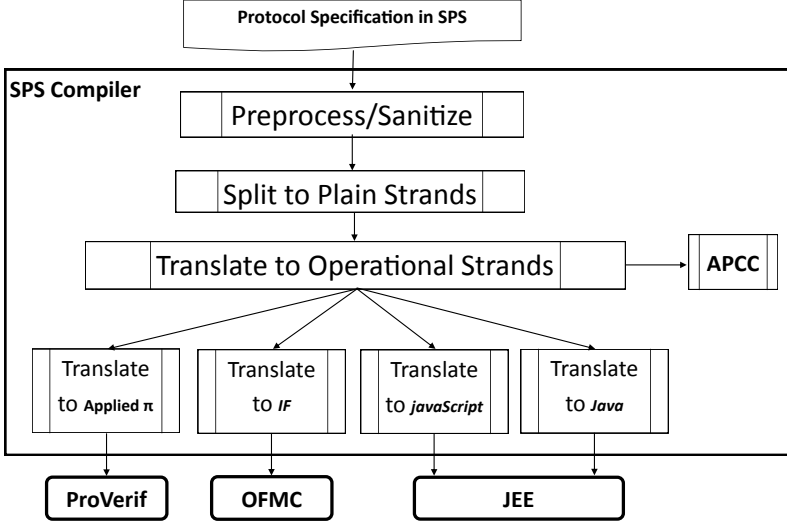 Protocol Specification in SPS
SPS Compiler
Preprocess/Sanitize
Split to Plain Strands
Translate to Operational Strands
APCC
Translate
to Applied π
Translate
to IF
Translate
to javaScript
Translate
to Java
ProVerif
OFMC
JEE